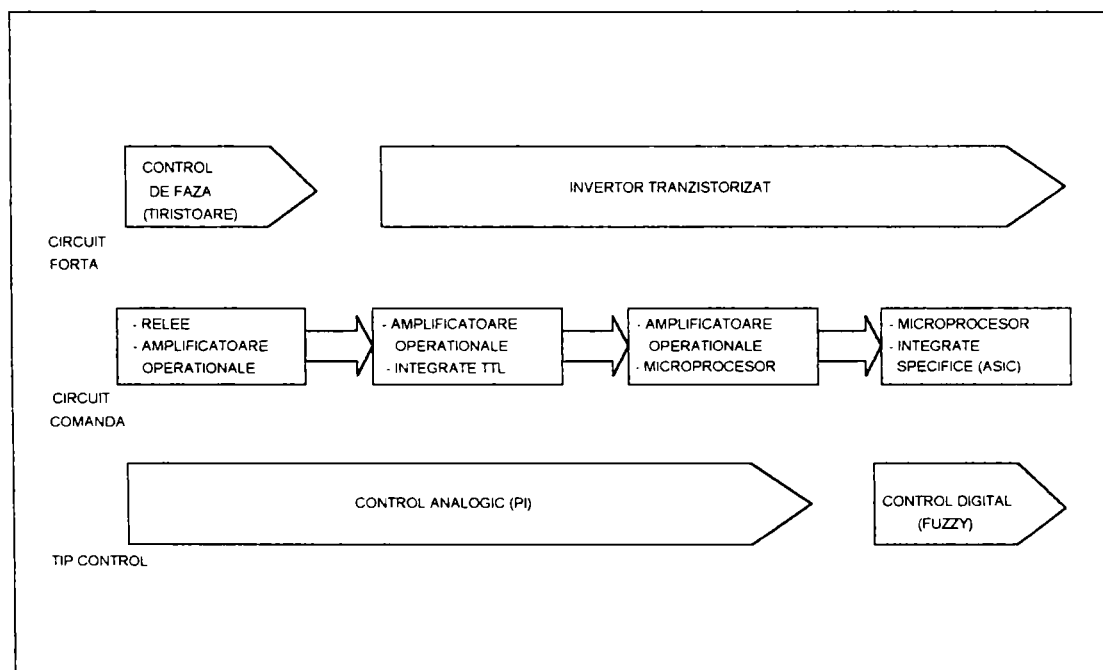 CONTROL
DE FAZA
(TIRISTOARE)
INVERTOR TRANZISTORIZAT
CIRCUIT
FORTA
- RELEE
- AMPLIFICATOARE
OPERATIONALE
- AMPLIFICATOARE
OPERATIONALE
- INTEGRATE TTL
- AMPLIFICATOARE
OPERATIONALE
- MICROPROCESOR
- MICROPROCESOR
- INTEGRATE
SPECIFICE (ASIC)
CIRCUIT
COMANDA
CONTROL ANALOGIC (PI)
CONTROL DIGITAL
(FUZZY)
TIP CONTROL